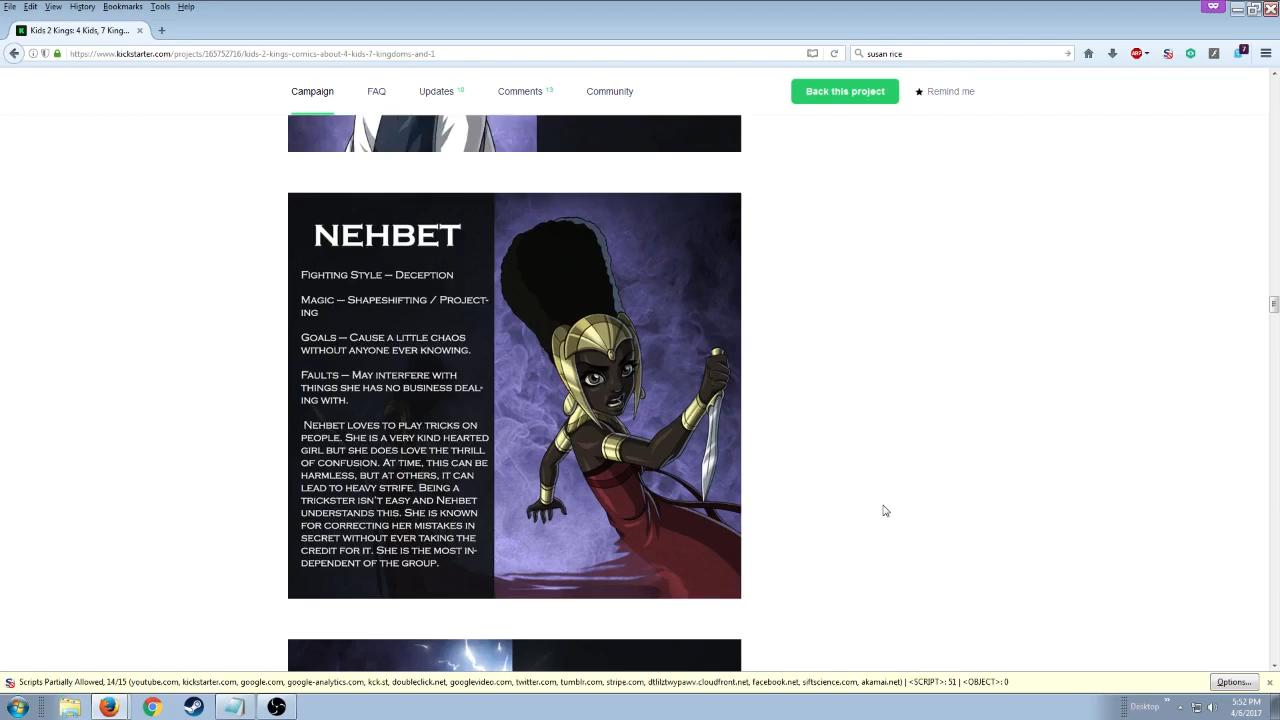 File Edit View History Bookmarks Tools Help
Kids 2 Kings: 4 Kids, 7 King...
https://www.kickstarter.com/projects/165752716/kids-2-kings-comics-about-4-kids-7-kingdoms-and-1
susan rice
ABP
7
Campaign FAQ Updates 10 Comments 13 Community Back this project Remind me
NEHBET
Fighting Style – Deception
Magic – Shapeshifting / Project-
ing
Goals – Cause a little chaos
without anyone ever knowing.
Faults – May interfere with
things she has no business deal-
ing with.
Nehbet loves to play tricks on
people. She is a very kind hearted
girl but she does love the thrill
of confusion. At time, this can be
harmless, but at others, it can
lead to heavy strife. Being a
trickster isn't easy and Nehbet
understands this. She is known
for correcting her mistakes in
secret without ever taking the
credit for it. She is the most in-
dependent of the group.
Scripts Partially Allowed, 14/15 (youtube.com, kickstarter.com, google.com, google-analytics.com, kck.st, doubleclick.net, googlevideo.com, twitter.com, tumblr.com, stripe.com, dtlilztwypawv.cloudfront.net, facebook.net, siftscience.com, akamai.net) | <SCRIPT>: 51 | <OBJECT>: 0
Options...
Desktop
5:52 PM
4/6/2017